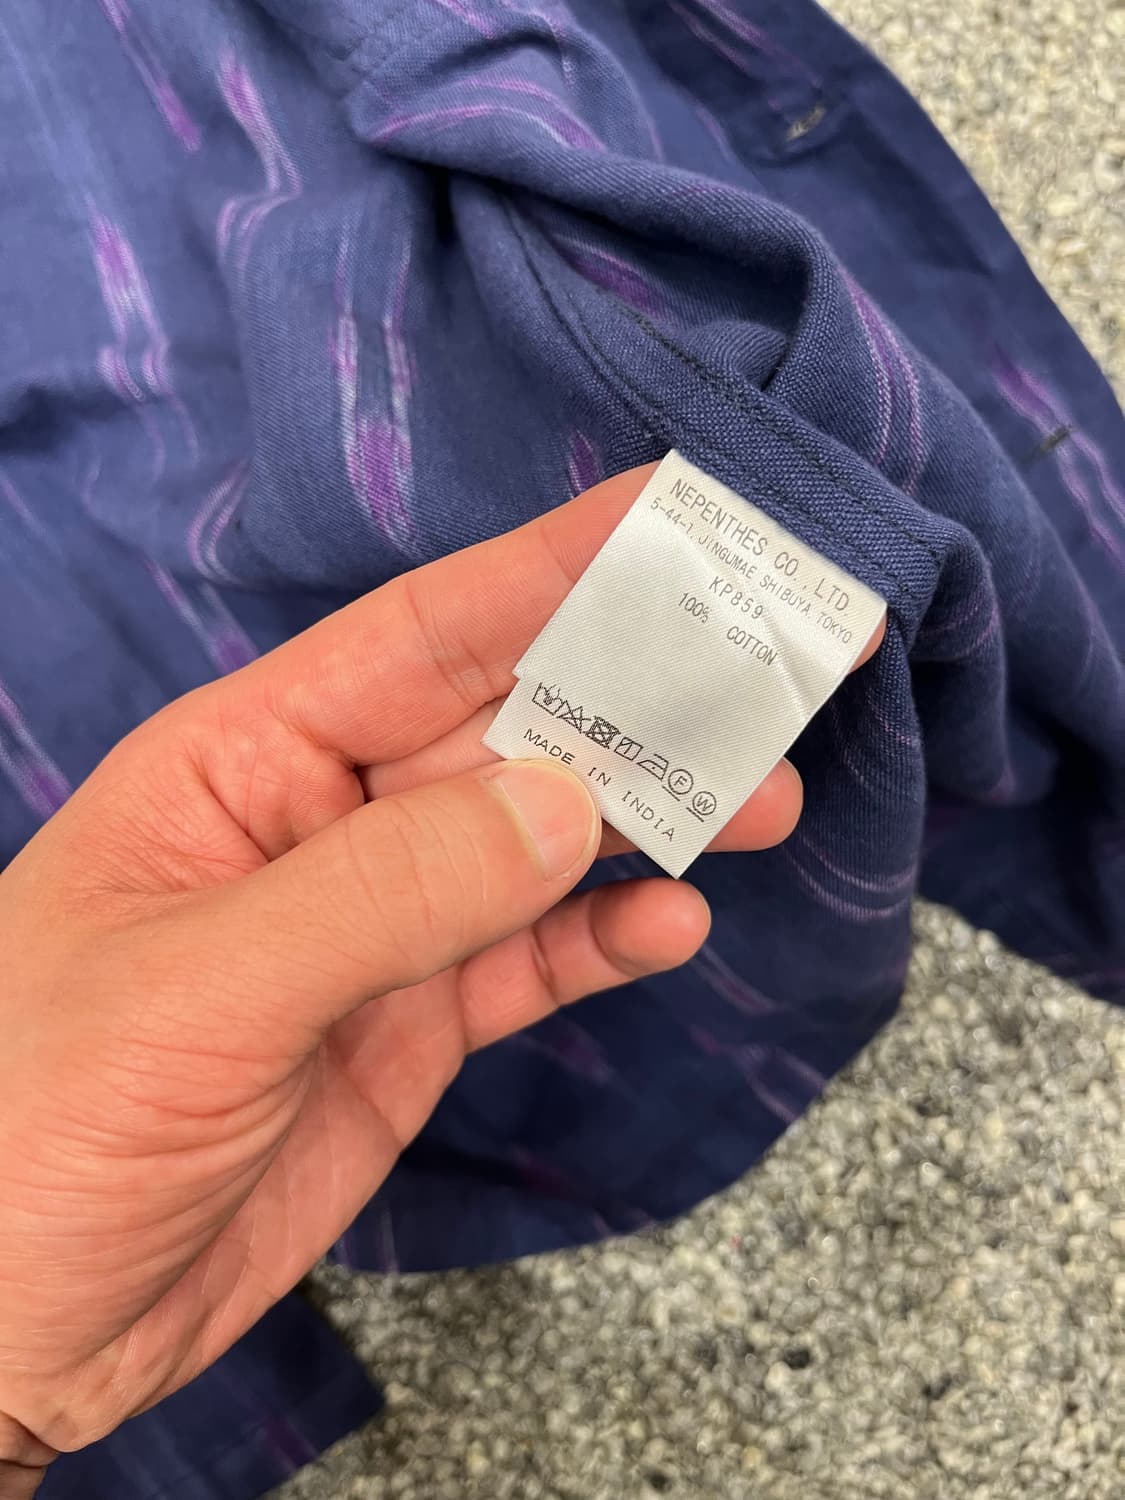 NEPENTHES CO.,LTD
5-44-1, JINGUMAE SHIBUYA, TOKYO
KP859
100% COTTON
F W
MADE IN INDIA